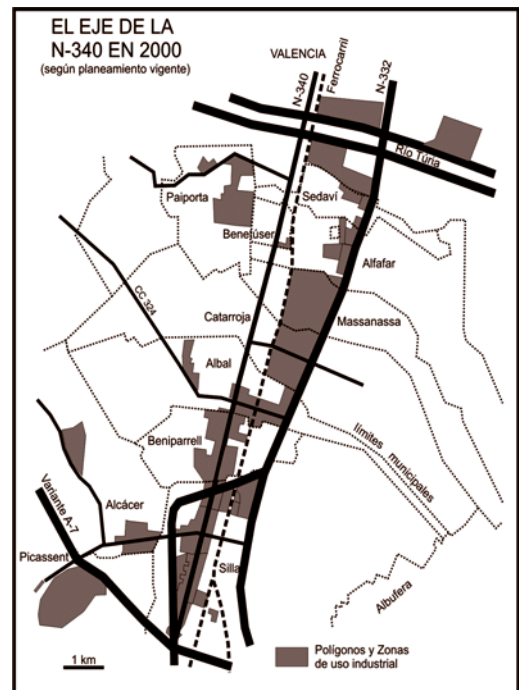 EL EJE DE LA
N-340 EN 2000
(según planeamiento vigente)
VALENCIA
N-340
Ferrocarril
N-332
Río Túria
Paiporta
Sedaví
Benetúser
Alfafar
CC 324
Catarroja
Massanassa
Albal
Beniparrell
límites municipales
Variante A-7
Alcácer
Picassent
Silla
Albufera
1 km
Polígonos y Zonas
de uso industrial